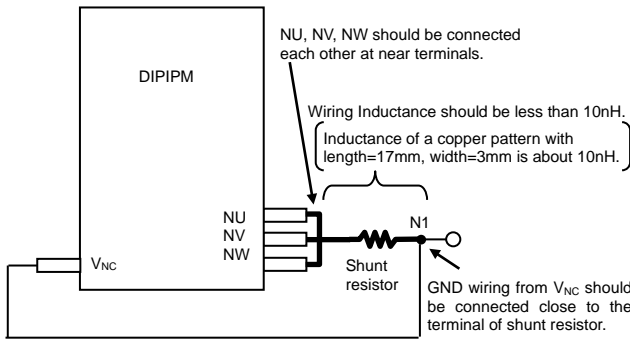 NU, NV, NW should be connected
each other at near terminals.
DIPIPM
Wiring Inductance should be less than 10nH.
Inductance of a copper pattern with
length=17mm, width=3mm is about 10nH.
NU
NV
NW
N1
VNC
Shunt
resistor
GND wiring from VNC should
be connected close to the
terminal of shunt resistor.